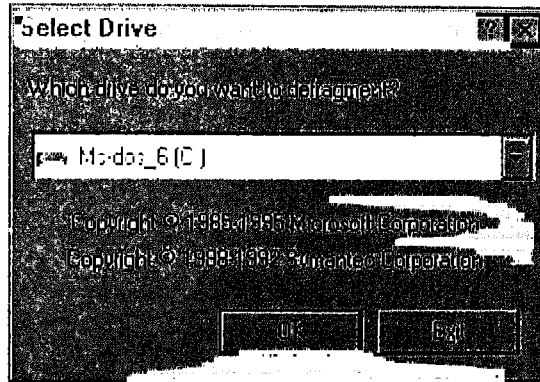 Select Drive
Which drive do you want to defragment?
Ms-dos_6 (C:)
Copyright © 1981-1995 Microsoft Corporation
Copyright © 1988-1992 Symantec Corporation
OK Exit